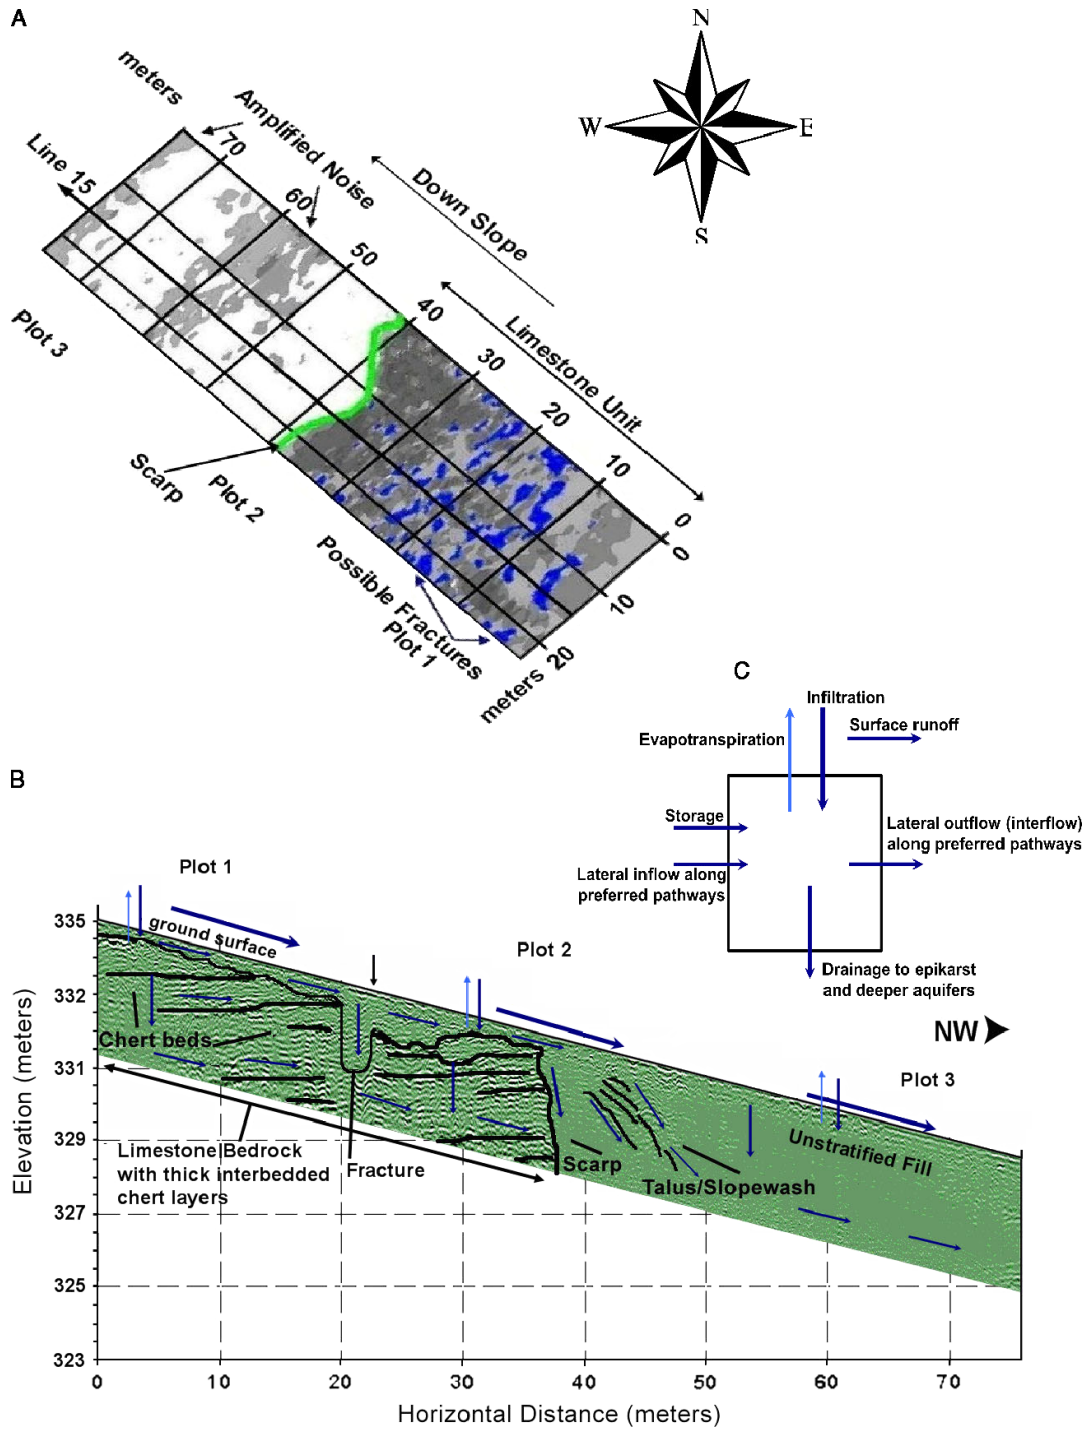 A
N
W
E
S
meters
Amplified Noise
Line 15
70
60
50
40
30
20
10
0
0
10
20
meters
Down Slope
Limestone Unit
Plot 3
Scarp
Plot 2
Possible Fractures
Plot 1
C
Infiltration
Surface runoff
Evapotranspiration
Storage
Lateral outflow (interflow)
along preferred pathways
Lateral inflow along
preferred pathways
Drainage to epikarst
and deeper aquifers
B
Plot 1
Plot 2
Plot 3
NW
ground surface
Chert beds
Limestone Bedrock
with thick interbedded
chert layers
Fracture
Scarp
Talus/Slopewash
Unstratified Fill
Elevation (meters)
335
332
331
329
327
325
323
0
10
20
30
40
50
60
70
Horizontal Distance (meters)